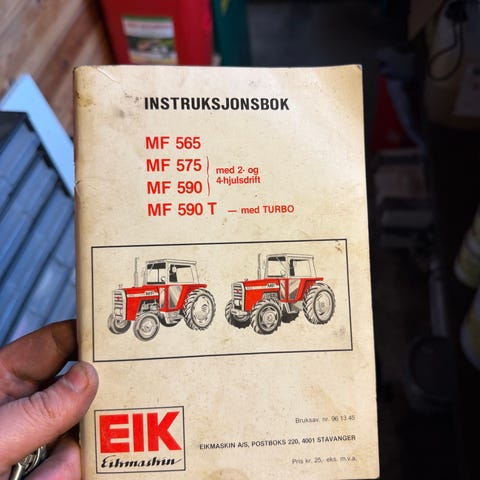 INSTRUKSJONSBOK
MF 565
MF 575
med 2- og
4-hjulsdrift
MF 590
MF 590 T — med TURBO
EIK
Eikmaskin
Bruksav. nr. 96 13 45
EIKMASKIN A/S, POSTBOKS 220, 4001 STAVANGER
Pris kr. 25,- eks. m.v.a.